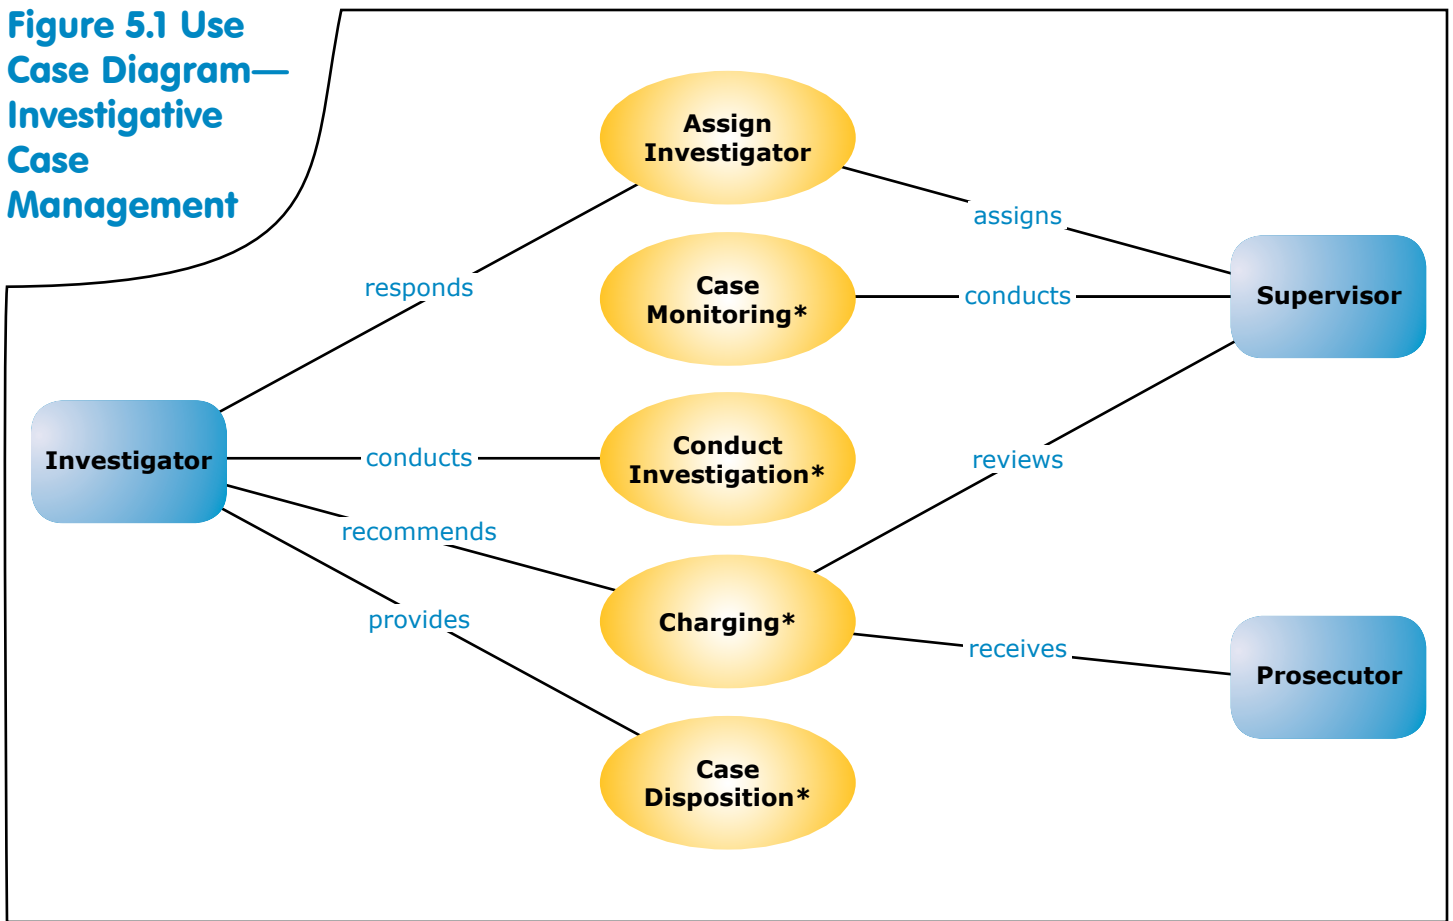 Figure 5.1 Use
Case Diagram—
Investigative
Case
Management
Assign
Investigator
assigns
responds
Case
Monitoring*
conducts
Supervisor
Investigator
conducts
Conduct
Investigation*
reviews
recommends
provides
Charging*
receives
Prosecutor
Case
Disposition*